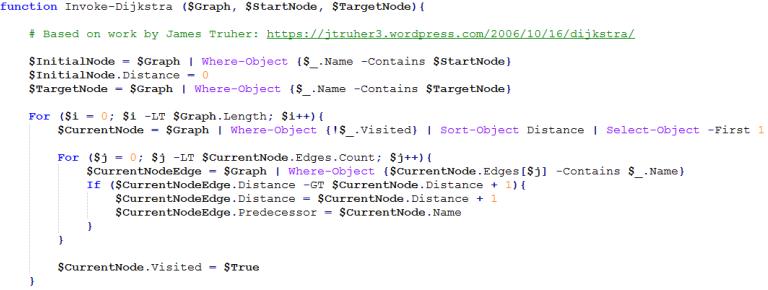 function Invoke-Dijkstra ($Graph, $StartNode, $TargetNode){
# Based on work by James Truher: https://jtruher3.wordpress.com/2006/10/16/dijkstra/
$InitialNode = $Graph | Where-Object {$_.Name -Contains $StartNode}
$InitialNode.Distance = 0
$TargetNode = $Graph | Where-Object {$_.Name -Contains $TargetNode}
For ($i = 0; $i -LT $Graph.Length; $i++){
$CurrentNode = $Graph | Where-Object {!$_.Visited} | Sort-Object Distance | Select-Object -First 1
For ($j = 0; $j -LT $CurrentNode.Edges.Count; $j++){
$CurrentNodeEdge = $Graph | Where-Object {$CurrentNode.Edges[$j] -Contains $_.Name}
If ($CurrentNodeEdge.Distance -GT $CurrentNode.Distance + 1){
$CurrentNodeEdge.Distance = $CurrentNode.Distance + 1
$CurrentNodeEdge.Predecessor = $CurrentNode.Name
}
}
$CurrentNode.Visited = $True
}